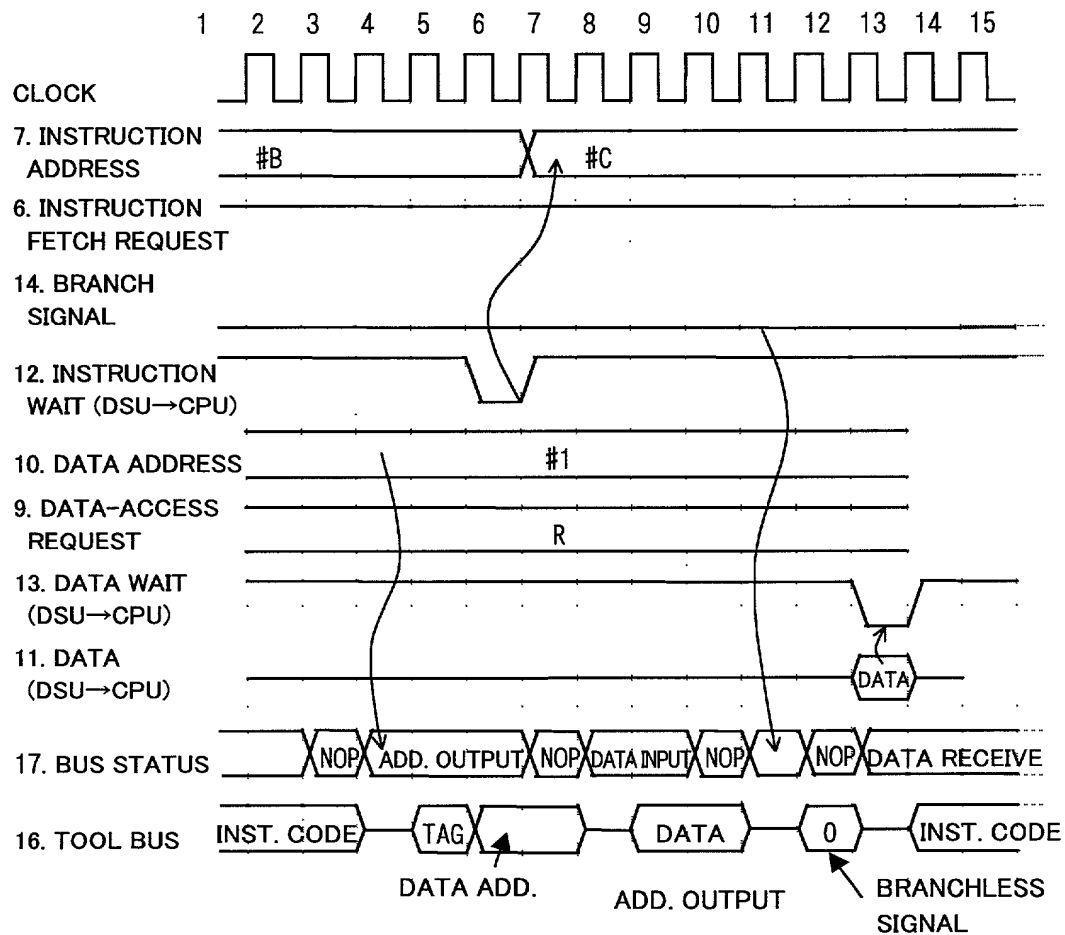 1 2 3 4 5 6 7 8 9 10 11 12 13 14 15
CLOCK
7. INSTRUCTION
ADDRESS
#B #C
6. INSTRUCTION
FETCH REQUEST
14. BRANCH
SIGNAL
12. INSTRUCTION
WAIT (DSU→CPU)
10. DATA ADDRESS #1
9. DATA-ACCESS
REQUEST
R
13. DATA WAIT
(DSU→CPU)
11. DATA
(DSU→CPU)
DATA
17. BUS STATUS NOP ADD. OUTPUT NOP DATA INPUT NOP NOP DATA RECEIVE
16. TOOL BUS INST. CODE TAG DATA 0 INST. CODE
DATA ADD.
ADD. OUTPUT
BRANCHLESS
SIGNAL